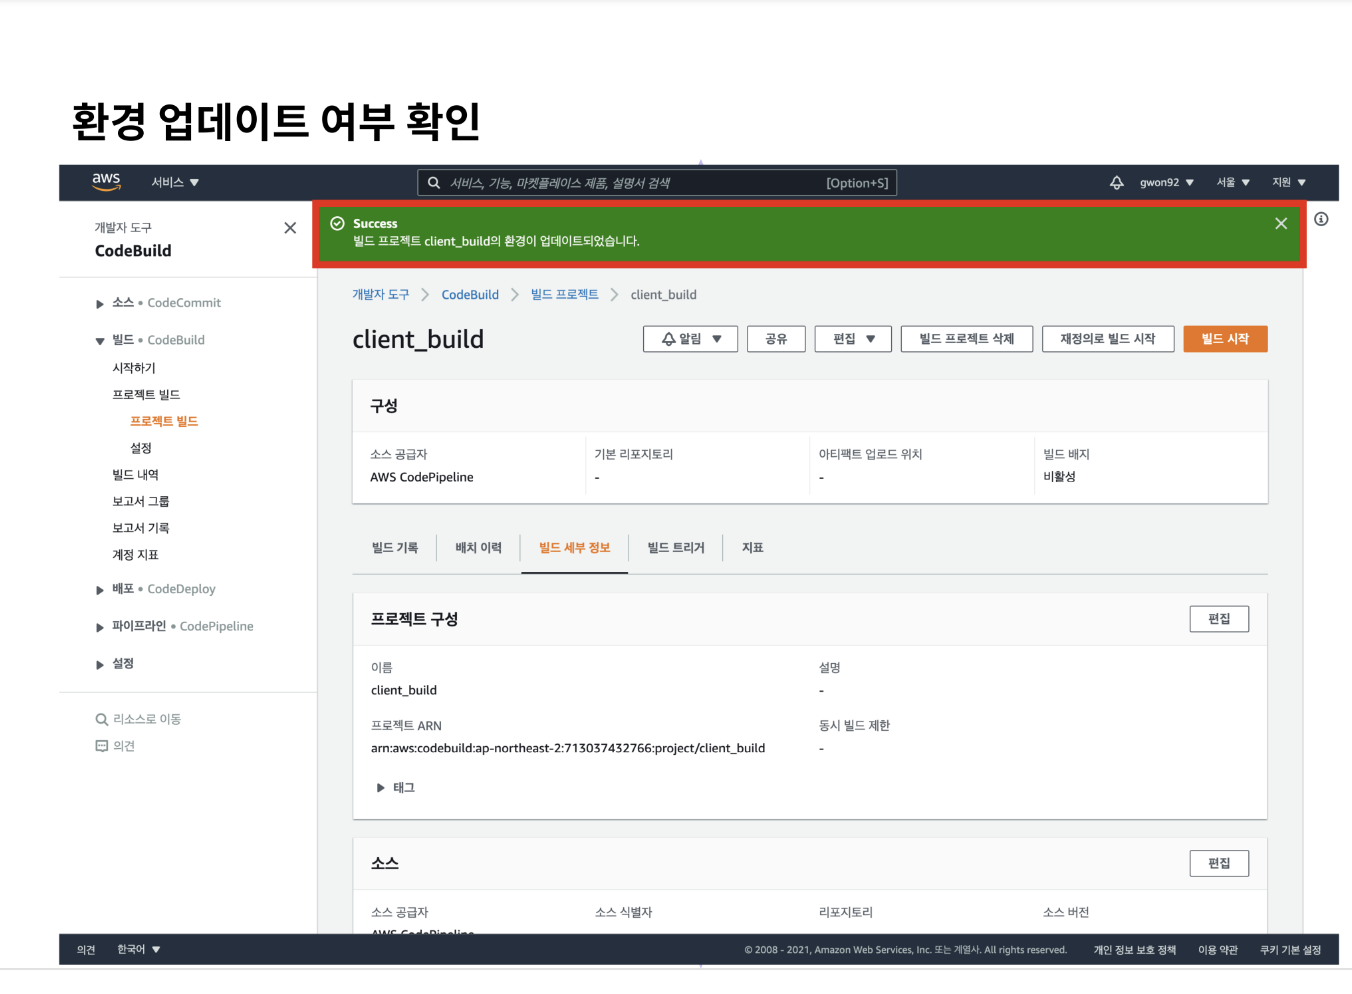 환경 업데이트 여부 확인
aws 서비스 ▼ 서비스, 기능, 마켓플레이스 제품, 설명서 검색 [Option+S] gwon92 ▼ 서울 ▼ 지원 ▼
개발자 도구
CodeBuild
소스 • CodeCommit
빌드 • CodeBuild
시작하기
프로젝트 빌드
프로젝트 빌드
설정
빌드 내역
보고서 그룹
보고서 기록
계정 지표
배포 • CodeDeploy
파이프라인 • CodePipeline
설정
리소스로 이동
의견
Success
빌드 프로젝트 client_build의 환경이 업데이트되었습니다.
개발자 도구 > CodeBuild > 빌드 프로젝트 > client_build
client_build
알림 ▼ 공유 편집 ▼ 빌드 프로젝트 삭제 재정의로 빌드 시작 빌드 시작
구성
소스 공급자 기본 리포지토리 아티팩트 업로드 위치 빌드 배지
AWS CodePipeline - - 비활성
빌드 기록 배치 이력 빌드 세부 정보 빌드 트리거 지표
프로젝트 구성 편집
이름 설명
client_build -
프로젝트 ARN 동시 빌드 제한
arn:aws:codebuild:ap-northeast-2:713037432766:project/client_build -
태그
소스 편집
소스 공급자 소스 식별자 리포지토리 소스 버전
AWS CodePipeline
의견 한국어 ▼ © 2008 - 2021, Amazon Web Services, Inc. 또는 계열사. All rights reserved. 개인 정보 보호 정책 이용 약관 쿠키 기본 설정